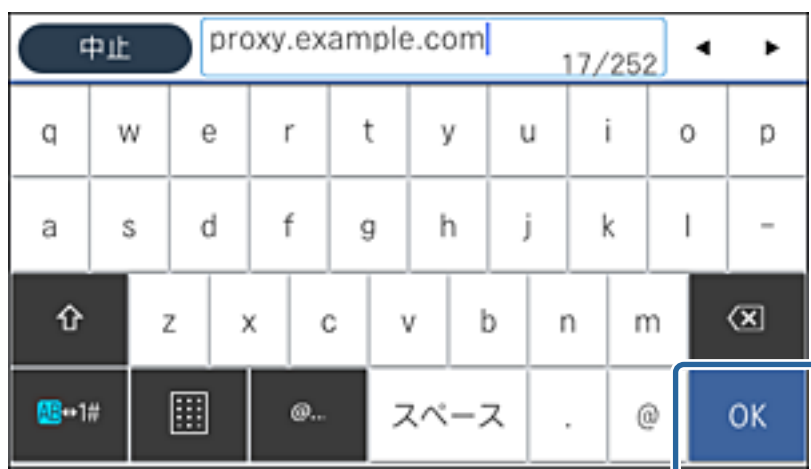 中止 proxy.example.com 17/252
q w e r t y u i o p
a s d f g h j k l -
z x c v b n m
AB↔1# @... スペース . @ OK